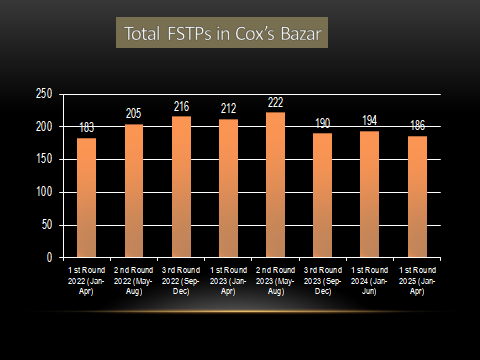 Total FSTPs in Cox's Bazar
250
200
150
100
50
0
183
205
216
212
222
190
194
186
1 st Round
2022 (Jan-
Apr)
2 nd Round
2022 (May-
Aug)
3 rd Round
2022 (Sep-
Dec)
1 st Round
2023 (Jan-
Apr)
2 nd Round
2023 (May-
Aug)
3 rd Round
2023 (Sep-
Dec)
1 st Round
2024 (Jan-
Jun)
1 st Round
2025 (Jan-
Apr)